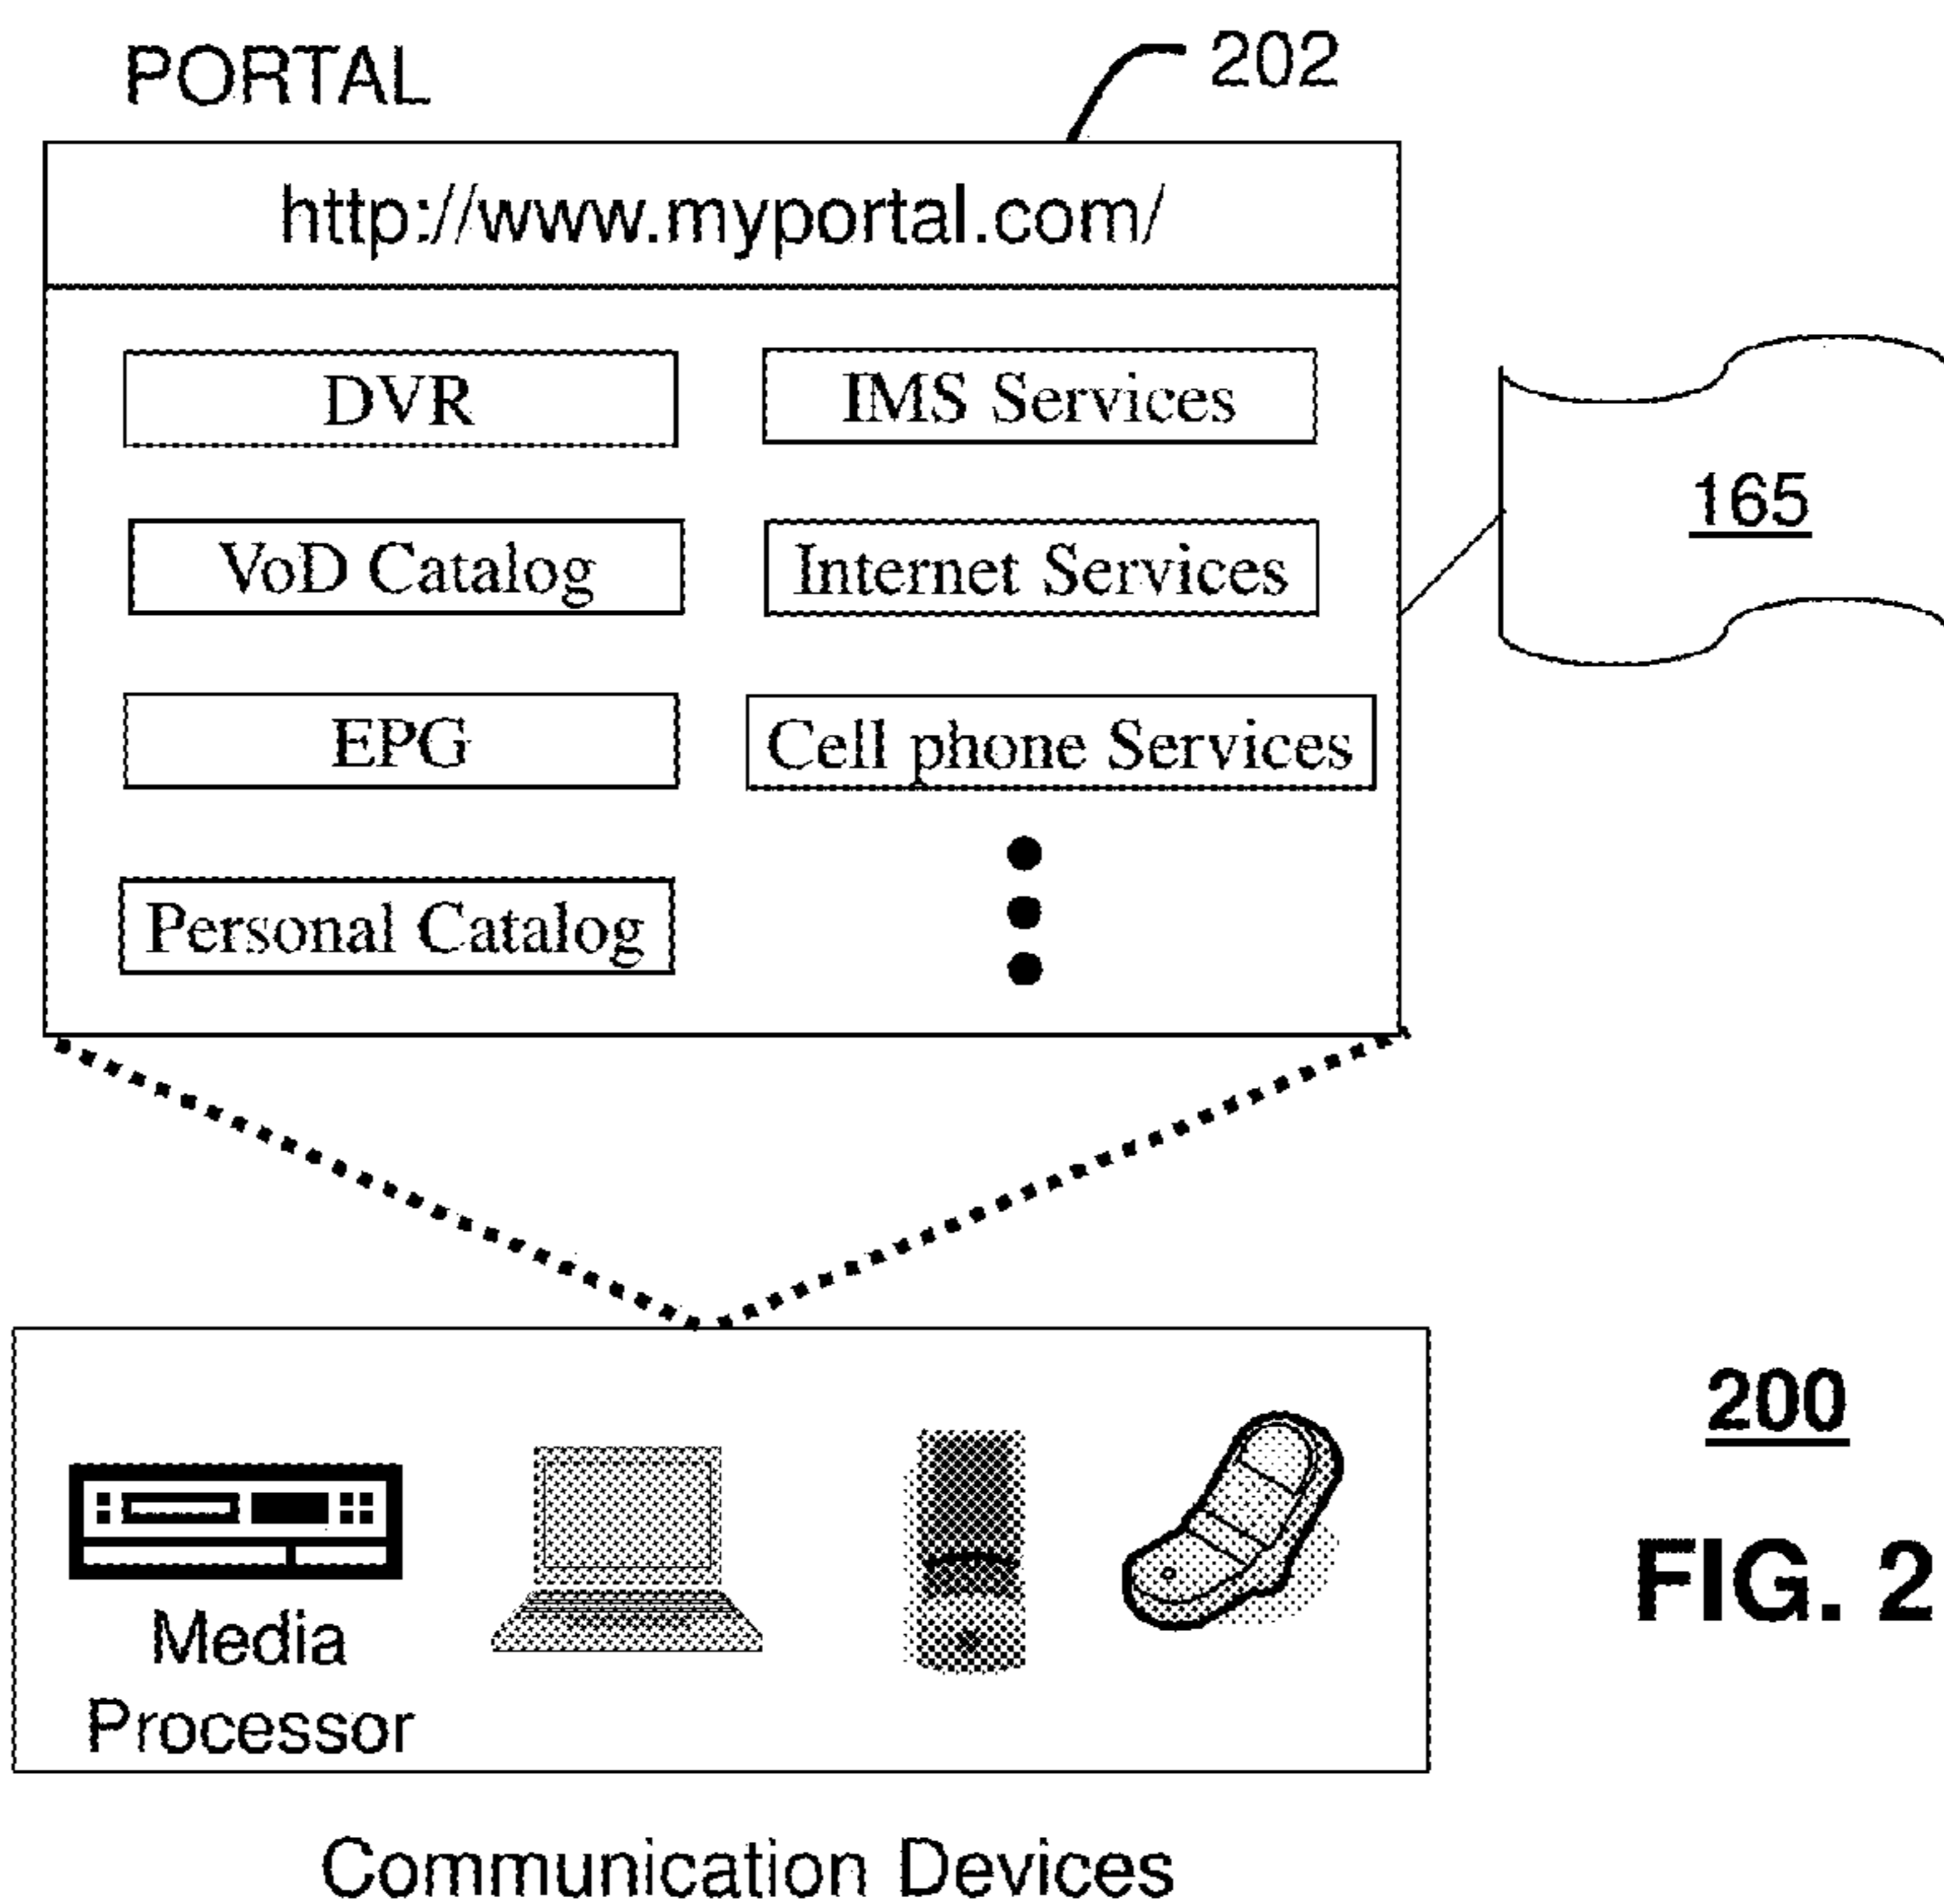 PORTAL
202
http://www.myportal.com/
DVR
IMS Services
VoD Catalog
Internet Services
165
EPG
Cell phone Services
Personal Catalog
200
FIG. 2
Media
Processor
Communication Devices